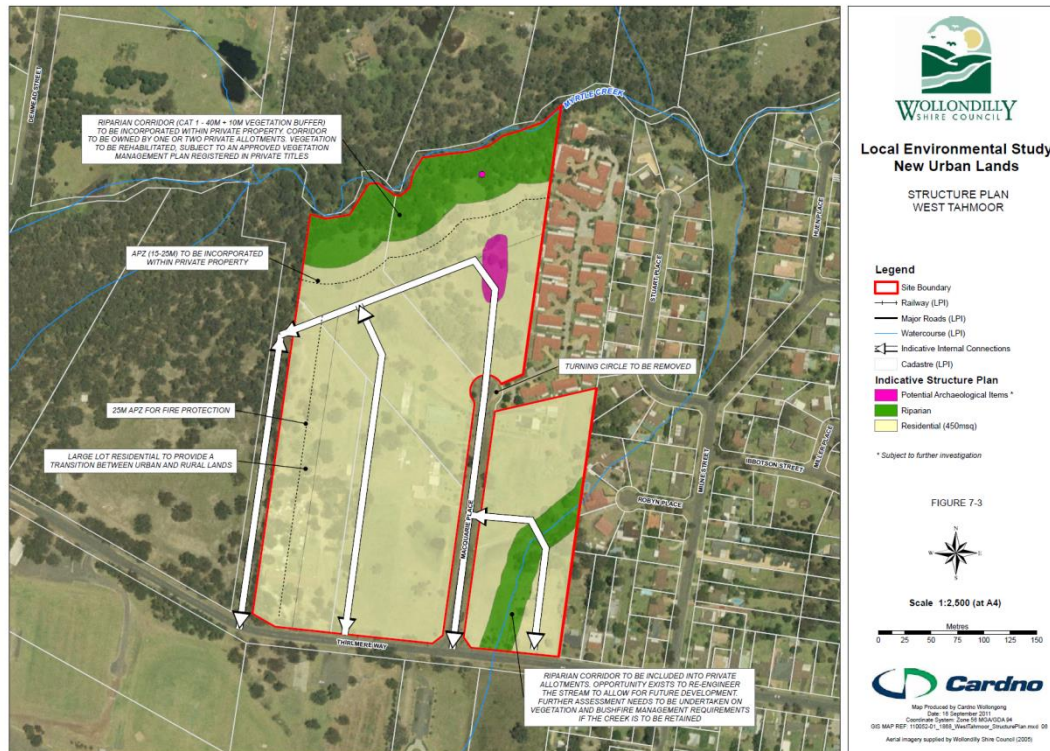 DENMEAD STREET
RIPARIAN CORRIDOR (CAT 1 - 40M + 10M VEGETATION BUFFER)
TO BE INCORPORATED WITHIN PRIVATE PROPERTY. CORRIDOR
TO BE OWNED BY ONE OR TWO PRIVATE ALLOTMENTS. VEGETATION
TO BE REHABILITATED, SUBJECT TO AN APPROVED VEGETATION
MANAGEMENT PLAN REGISTERED IN PRIVATE TITLES
MYRTLE CREEK
APZ (15-25M) TO BE INCORPORATED
WITHIN PRIVATE PROPERTY
STUART PLACE
TURNING CIRCLE TO BE REMOVED
25M APZ FOR FIRE PROTECTION
LARGE LOT RESIDENTIAL TO PROVIDE A
TRANSITION BETWEEN URBAN AND RURAL LANDS
MACQUARIE PLACE
ROBYN PLACE
STREET
IBBOTSON STREET
PLACE
THIRLMERE WAY
RIPARIAN CORRIDOR TO BE INCLUDED INTO PRIVATE
ALLOTMENTS. OPPORTUNITY EXISTS TO RE-ENGINEER
THE STREAM TO ALLOW FOR FUTURE DEVELOPMENT.
FURTHER ASSESSMENT NEEDS TO BE UNDERTAKEN ON
VEGETATION AND BUSHFIRE MANAGEMENT REQUIREMENTS
IF THE CREEK IS TO BE RETAINED
WOLLONDILLY
SHIRE COUNCIL
Local Environmental Study
New Urban Lands
STRUCTURE PLAN
WEST TAHMOOR
Legend
Site Boundary
Railway (LPI)
Major Roads (LPI)
Watercourse (LPI)
Indicative Internal Connections
Cadastre (LPI)
Indicative Structure Plan
Potential Archaeological Items *
Riparian
Residential (450msq)
* Subject to further investigation
FIGURE 7-3
N
W E
S
Scale 1:2,500 (at A4)
Metres
0 25 50 75 100 150
Cardno
Map Produced by Cardno Wollongong
Date: 16 September 2011
Coordinate System: Zone 56 MGA/GDA 94
Aerial imagery supplied by Wollondilly Shire Council (2005)